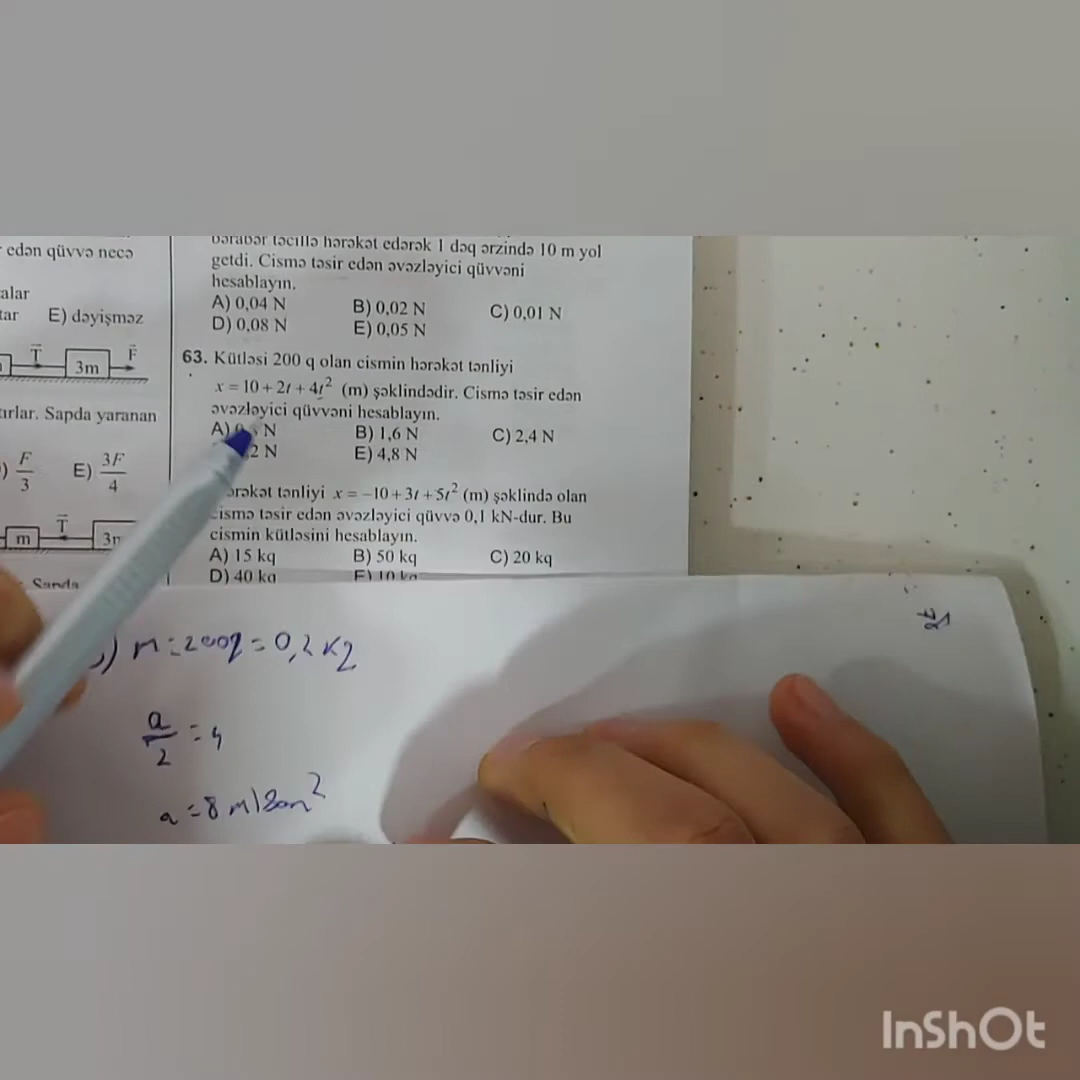 edən qüvvə necə
alar
E) dəyişməz
T
3m
F
Sapda yaranan
F/3
E) 3F/4
m
T
bərabər təcillə hərəkət edərək 1 dəq ərzində 10 m yol
getdi. Cismə təsir edən əvəzləyici qüvvəni
hesablayın.
A) 0,04 N B) 0,02 N C) 0,01 N
D) 0,08 N E) 0,05 N
63. Kütləsi 200 q olan cismin hərəkət tənliyi
x = 10 + 2t + 4t² (m) şəklindədir. Cismə təsir edən
əvəzləyici qüvvəni hesablayın.
A) N B) 1,6 N C) 2,4 N
2 N E) 4,8 N
ərəkət tənliyi x = −10 + 3t + 5t² (m) şəklində olan
cismə təsir edən əvəzləyici qüvvə 0,1 kN-dur. Bu
cismin kütləsini hesablayın.
A) 15 kq B) 50 kq C) 20 kq
D) 40 kq E) 10 kq
m=200q=0,2 kq
a/2 = 4
a=8 m/san²
InShOt